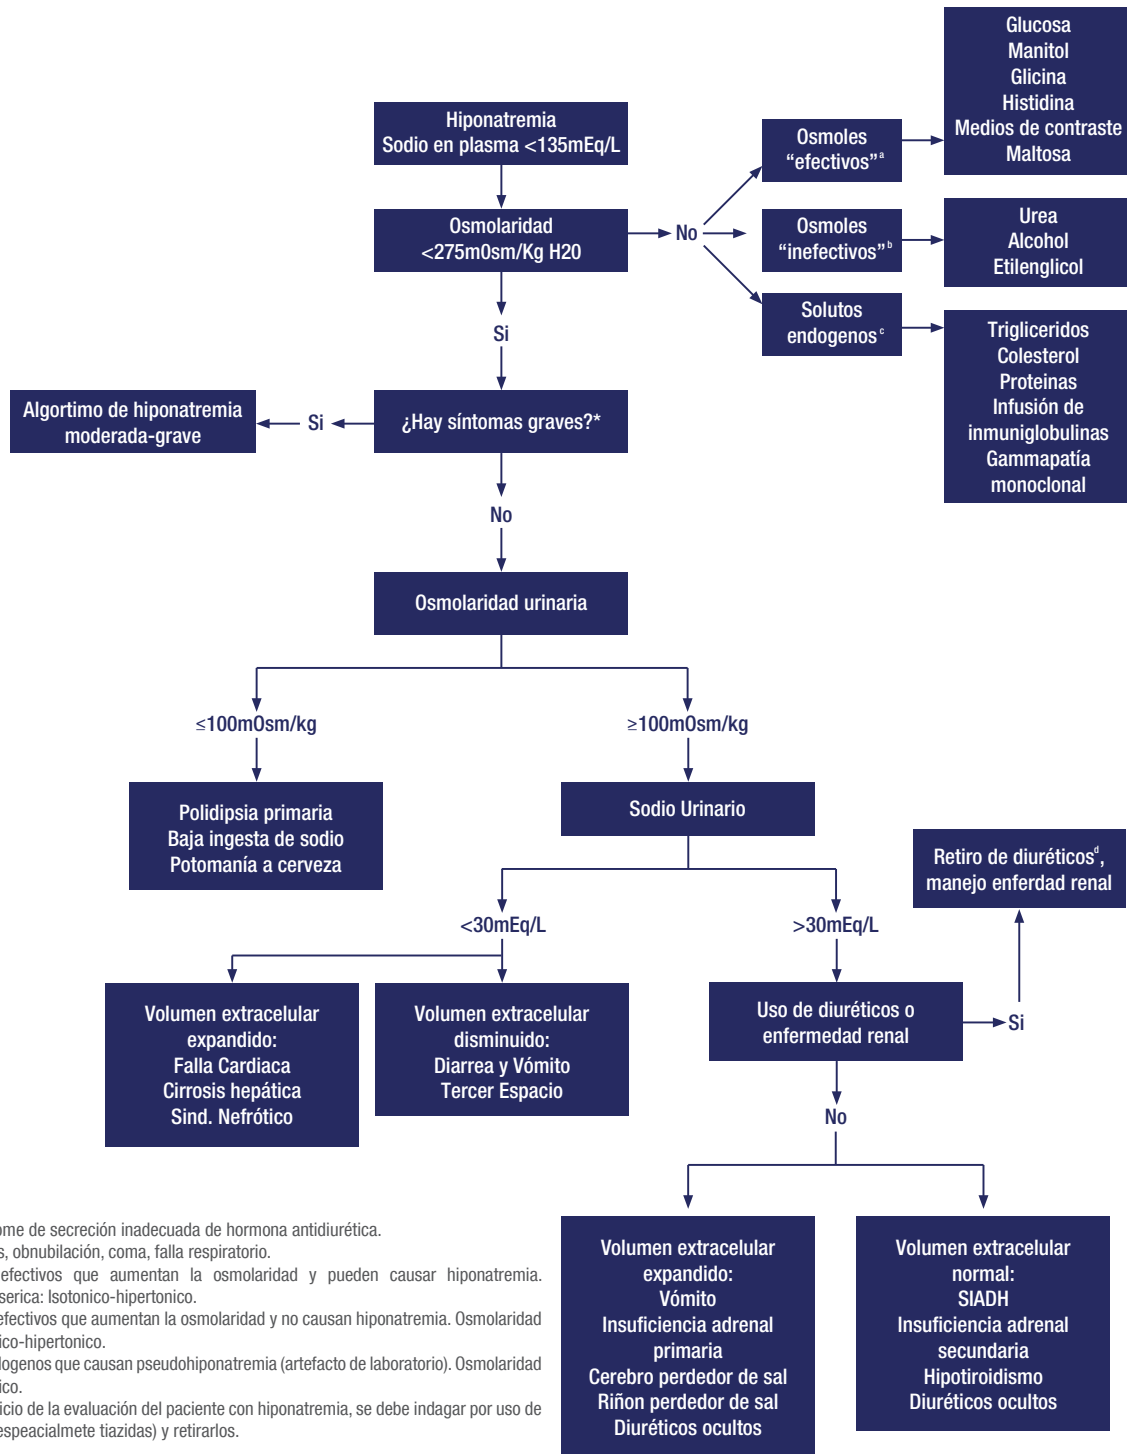 Glucosa
Manitol
Glicina
Histidina
Medios de contraste
Maltosa
Hiponatremia
Sodio en plasma <135mEq/L
Osmoles
“efectivos” a
Osmolaridad
<275mOsm/Kg H20
No
Osmoles
“inefectivos” b
Urea
Alcohol
Etilenglicol
Solutos
endogenos c
Si
Trigliceridos
Colesterol
Proteinas
Infusión de
inmuniglobulinas
Gammapatía
monoclonal
Algortimo de hiponatremia
moderada-grave
Si
¿Hay síntomas graves?*
No
Osmolaridad urinaria
≤100mOsm/kg
≥100mOsm/kg
Polidipsia primaria
Baja ingesta de sodio
Potomanía a cerveza
Sodio Urinario
Retiro de diuréticos d,
manejo enferdad renal
<30mEq/L
>30mEq/L
Volumen extracelular
expandido:
Falla Cardiaca
Cirrosis hepática
Sind. Nefrótico
Volumen extracelular
disminuido:
Diarrea y Vómito
Tercer Espacio
Uso de diuréticos o
enfermedad renal
Si
No
Volumen extracelular
expandido:
Vómito
Insuficiencia adrenal
primaria
Cerebro perdedor de sal
Riñon perdedor de sal
Diuréticos ocultos
Volumen extracelular
normal:
SIADH
Insuficiencia adrenal
secundaria
Hipotiroidismo
Diuréticos ocultos
ome de secreción inadecuada de hormona antidiurética.
s, obnubilación, coma, falla respiratorio.
efectivos que aumentan la osmolaridad y pueden causar hiponatremia.
serica: Isotonico-hipertonico.
efectivos que aumentan la osmolaridad y no causan hiponatremia. Osmolaridad
ico-hipertonico.
logenos que causan pseudohiponatremia (artefacto de laboratorio). Osmolaridad
ico.
icio de la evaluación del paciente con hiponatremia, se debe indagar por uso de
(espeacialmete tiazidas) y retirarlos.